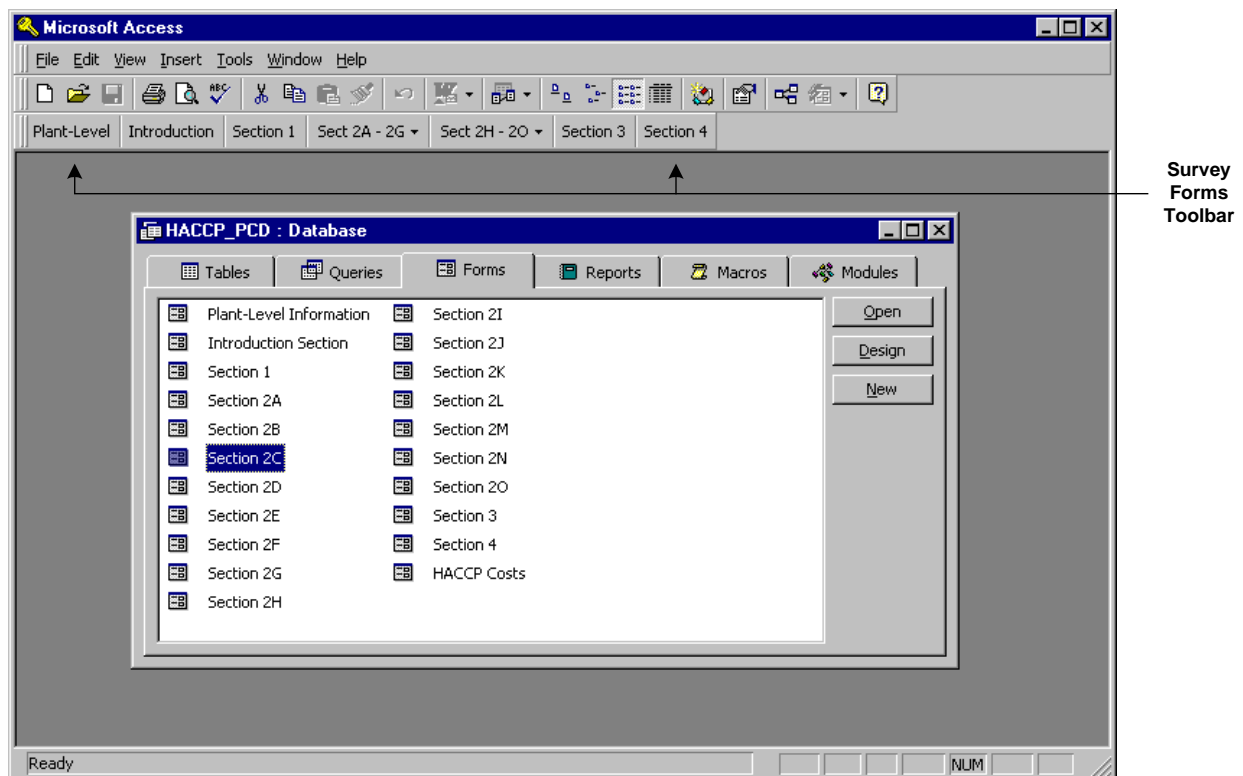 Microsoft Access
File Edit View Insert Tools Window Help
ABC
Plant-Level Introduction Section 1 Sect 2A - 2G Sect 2H - 2O Section 3 Section 4
Survey
Forms
Toolbar
HACCP_PCD : Database
Tables Queries Forms Reports Macros Modules
Plant-Level Information Section 2I Open
Introduction Section Section 2J Design
Section 1 Section 2K New
Section 2A Section 2L
Section 2B Section 2M
Section 2C Section 2N
Section 2D Section 2O
Section 2E Section 3
Section 2F Section 4
Section 2G HACCP Costs
Section 2H
Ready NUM